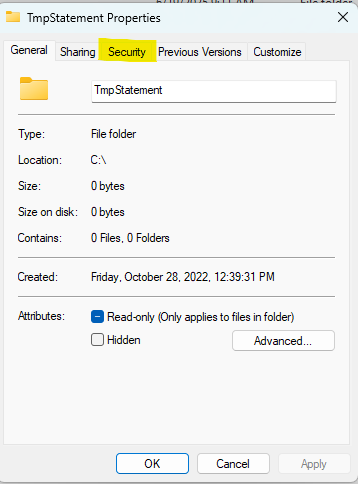 TmpStatement Properties
General Sharing Security Previous Versions Customize
TmpStatement
Type: File folder
Location: C:\
Size: 0 bytes
Size on disk: 0 bytes
Contains: 0 Files, 0 Folders
Created: Friday, October 28, 2022, 12:39:31 PM
Attributes: Read-only (Only applies to files in folder)
Hidden Advanced...
OK Cancel Apply